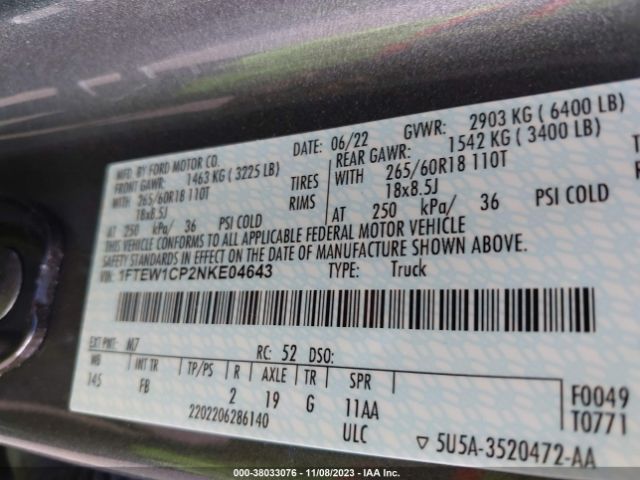 MFD. BY FORD MOTOR CO.
DATE: 06/22 GVWR: 2903 KG ( 6400 LB)
FRONT GAWR: 1463 KG ( 3225 LB)
REAR GAWR: 1542 KG ( 3400 LB)
WITH 265/60R18 110T TIRES
WITH 265/60R18 110T
18x8.5J RIMS
18x8.5J
AT 250 kPa/ 36 PSI COLD
AT 250 kPa/ 36 PSI COLD
THIS VEHICLE CONFORMS TO ALL APPLICABLE FEDERAL MOTOR VEHICLE
SAFETY STANDARDS IN EFFECT ON THE DATE OF MANUFACTURE SHOWN ABOVE.
VIN: 1FTEW1CP2NKE04643 TYPE: Truck
EXT PNT: M7 RC: 52 DSO:
WB INT TR TP/PS R AXLE TR SPR
145 FB 2 19 G 11AA
F0049
T0771
2202206286140 ULC
5U5A-3520472-AA
000-38033076 - 11/08/2023 - IAA Inc.